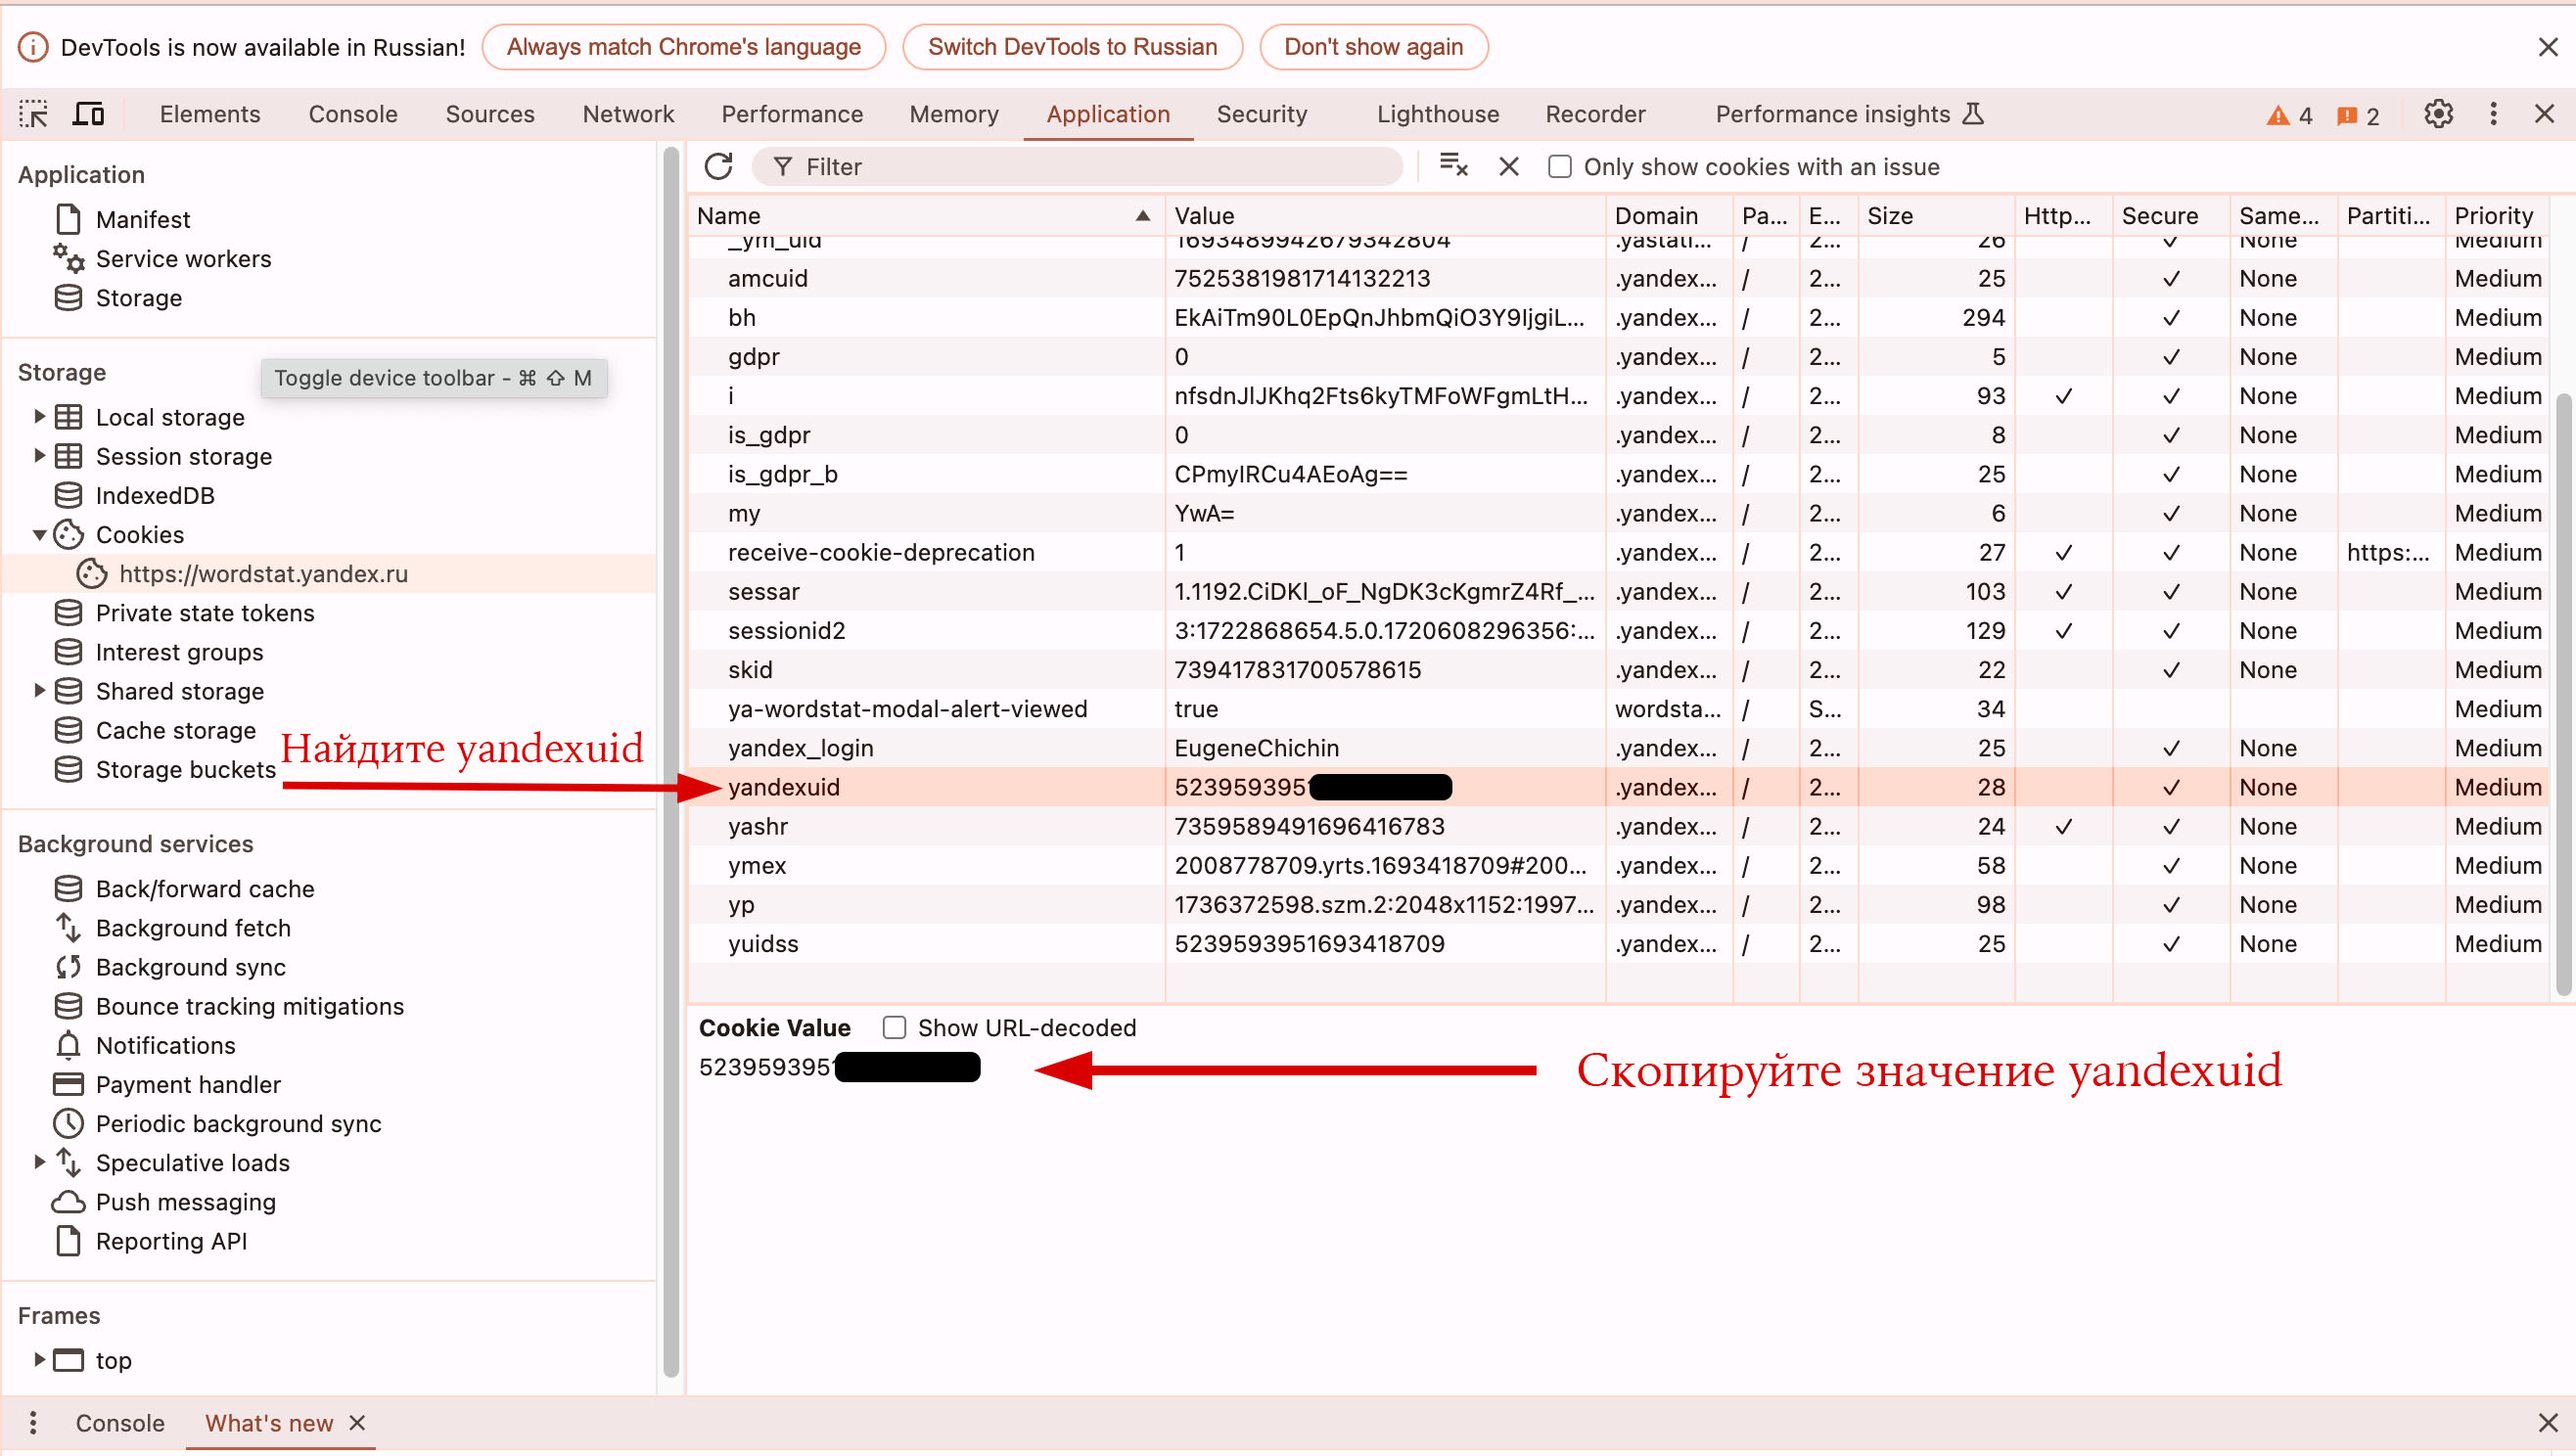 DevTools is now available in Russian! Always match Chrome's language Switch DevTools to Russian Don't show again
Elements Console Sources Network Performance Memory Application Security Lighthouse Recorder Performance insights 4 2
Application
Manifest
Service workers
Storage
Storage
Toggle device toolbar - ⌘ ⇧ M
Local storage
Session storage
IndexedDB
Cookies
https://wordstat.yandex.ru
Private state tokens
Interest groups
Shared storage
Cache storage
Storage buckets
Найдите yandexuid
Background services
Back/forward cache
Background fetch
Background sync
Bounce tracking mitigations
Notifications
Payment handler
Periodic background sync
Speculative loads
Push messaging
Reporting API
Frames
top
Filter Only show cookies with an issue
Name Value Domain Pa... E... Size Http... Secure Same... Partiti... Priority
_ym_uid 1693489942679342804 .yastati... / 2... 26 ✓ None Medium
amcuid 7525381981714132213 .yandex... / 2... 25 ✓ None Medium
bh EkAiTm90L0EpQnJhbmQiO3Y9IjgiL... .yandex... / 2... 294 ✓ None Medium
gdpr 0 .yandex... / 2... 5 ✓ None Medium
i nfsdnJlJKhq2Fts6kyTMFoWFgmLtH... .yandex... / 2... 93 ✓ ✓ None Medium
is_gdpr 0 .yandex... / 2... 8 ✓ None Medium
is_gdpr_b CPmyIRCu4AEoAg== .yandex... / 2... 25 ✓ None Medium
my YwA= .yandex... / 2... 6 ✓ None Medium
receive-cookie-deprecation 1 .yandex... / 2... 27 ✓ ✓ None https:... Medium
sessar 1.1192.CiDKl_oF_NgDK3cKgmrZ4Rf_... .yandex... / 2... 103 ✓ ✓ None Medium
sessionid2 3:1722868654.5.0.1720608296356:... .yandex... / 2... 129 ✓ ✓ None Medium
skid 739417831700578615 .yandex... / 2... 22 ✓ None Medium
ya-wordstat-modal-alert-viewed true wordsta... / S... 34 Medium
yandex_login EugeneChichin .yandex... / 2... 25 ✓ None Medium
yandexuid 523959395 .yandex... / 2... 28 ✓ None Medium
yashr 7359589491696416783 .yandex... / 2... 24 ✓ ✓ None Medium
ymex 2008778709.yrts.1693418709#200... .yandex... / 2... 58 ✓ None Medium
yp 1736372598.szm.2:2048x1152:1997... .yandex... / 2... 98 ✓ None Medium
yuidss 5239593951693418709 .yandex... / 2... 25 ✓ None Medium
Cookie Value Show URL-decoded
523959395
Скопируйте значение yandexuid
Console What's new